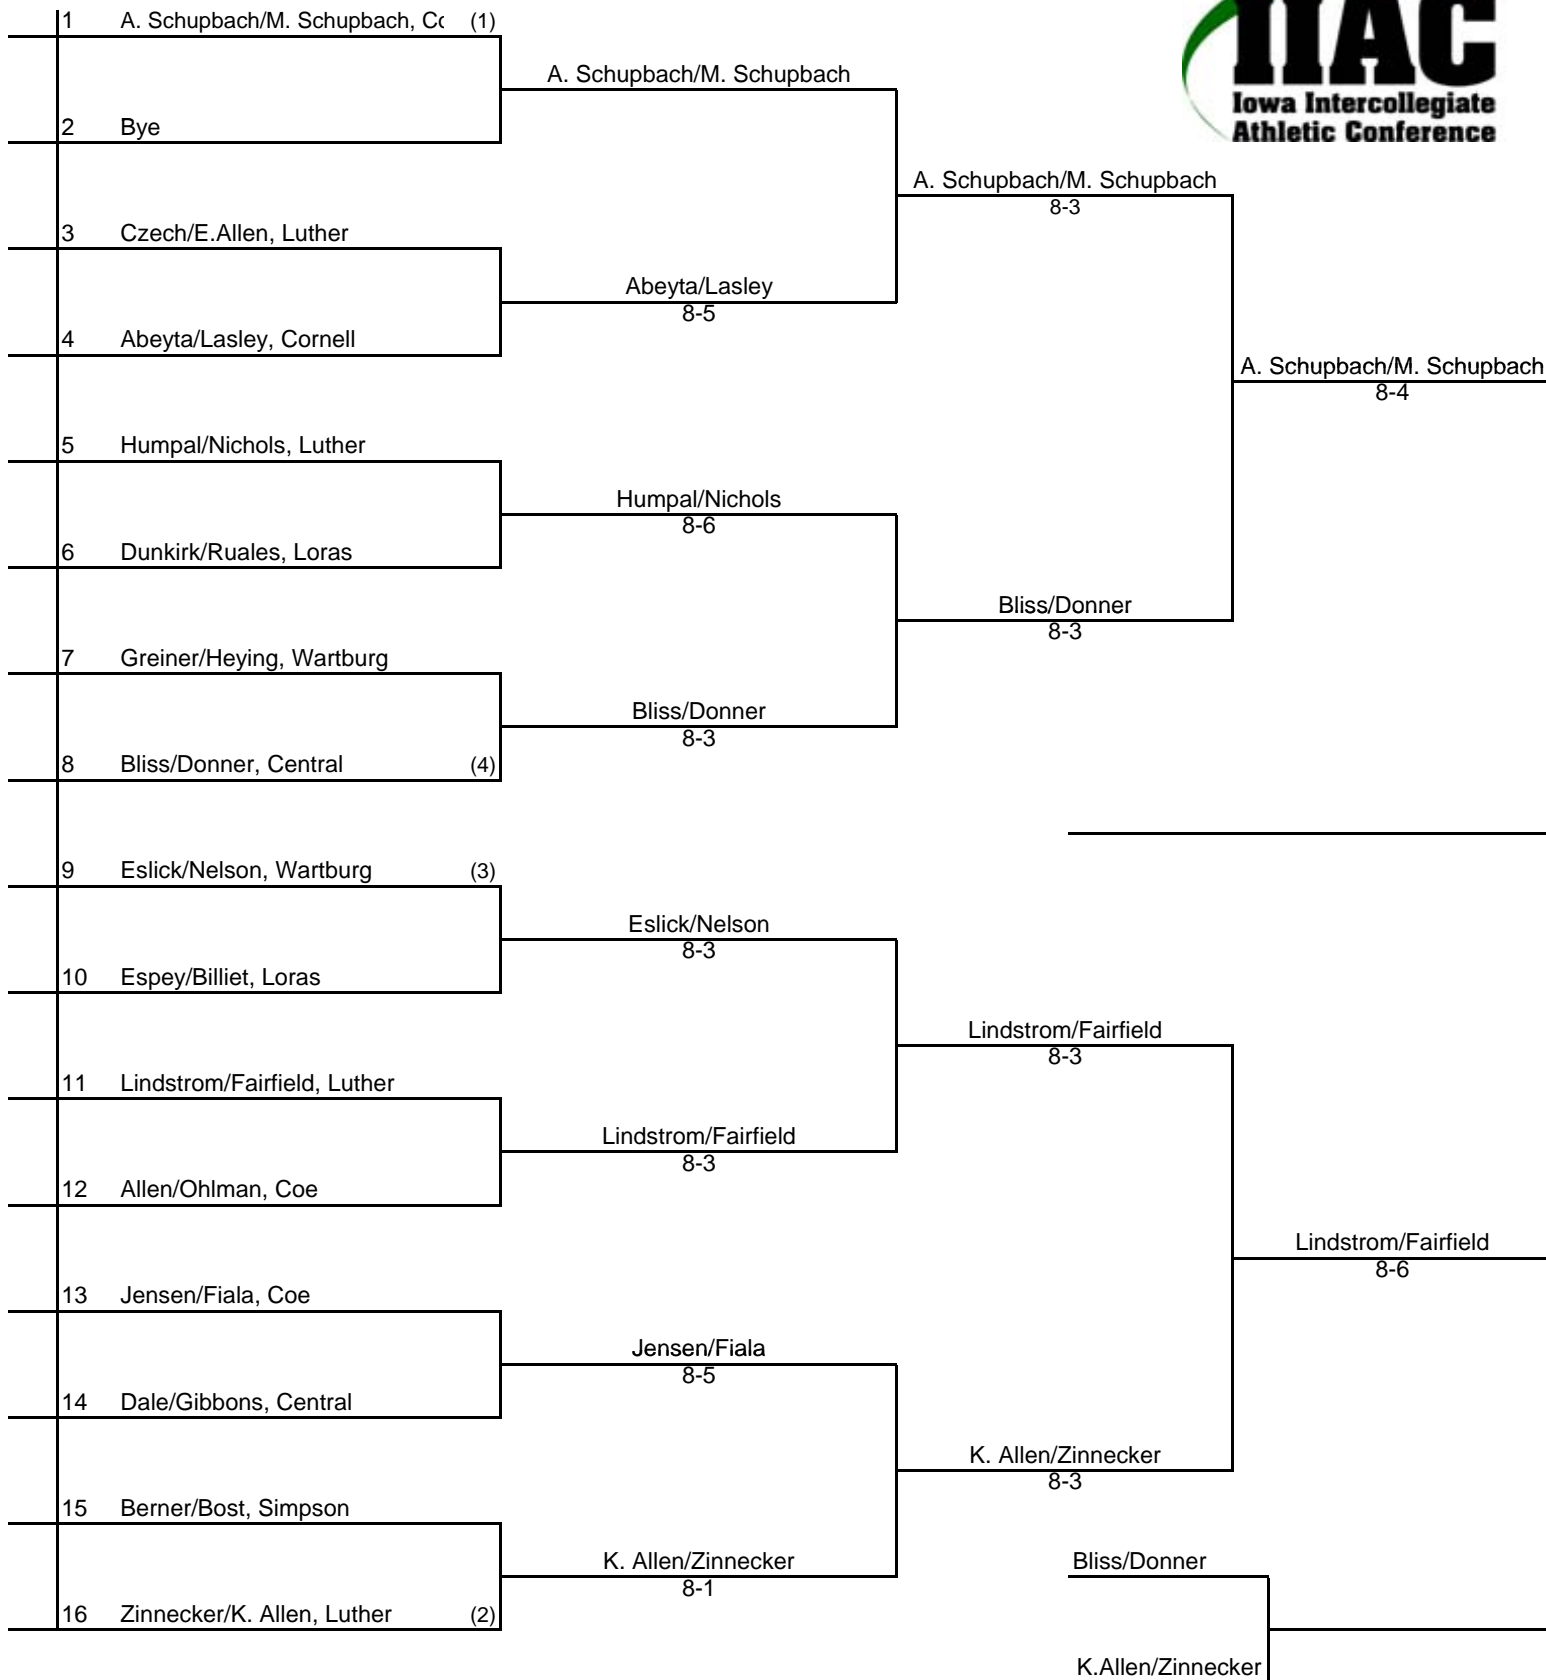 1 A. Schupbach/M. Schupbach, Co (1)
A. Schupbach/M. Schupbach
2 Bye
IIAC
Iowa Intercollegiate
Athletic Conference
A. Schupbach/M. Schupbach
8-3
3 Czech/E.Allen, Luther
Abeyta/Lasley
8-5
4 Abeyta/Lasley, Cornell
A. Schupbach/M. Schupbach
8-4
5 Humpal/Nichols, Luther
Humpal/Nichols
8-6
6 Dunkirk/Ruales, Loras
Bliss/Donner
8-3
7 Greiner/Heying, Wartburg
Bliss/Donner
8-3
8 Bliss/Donner, Central (4)
9 Eslick/Nelson, Wartburg (3)
Eslick/Nelson
8-3
10 Espey/Billiet, Loras
Lindstrom/Fairfield
8-3
11 Lindstrom/Fairfield, Luther
Lindstrom/Fairfield
8-3
12 Allen/Ohlman, Coe
Lindstrom/Fairfield
8-6
13 Jensen/Fiala, Coe
Jensen/Fiala
8-5
14 Dale/Gibbons, Central
K. Allen/Zinnecker
8-3
15 Berner/Bost, Simpson
K. Allen/Zinnecker
8-1
Bliss/Donner
16 Zinnecker/K. Allen, Luther (2)
K.Allen/Zinnecker